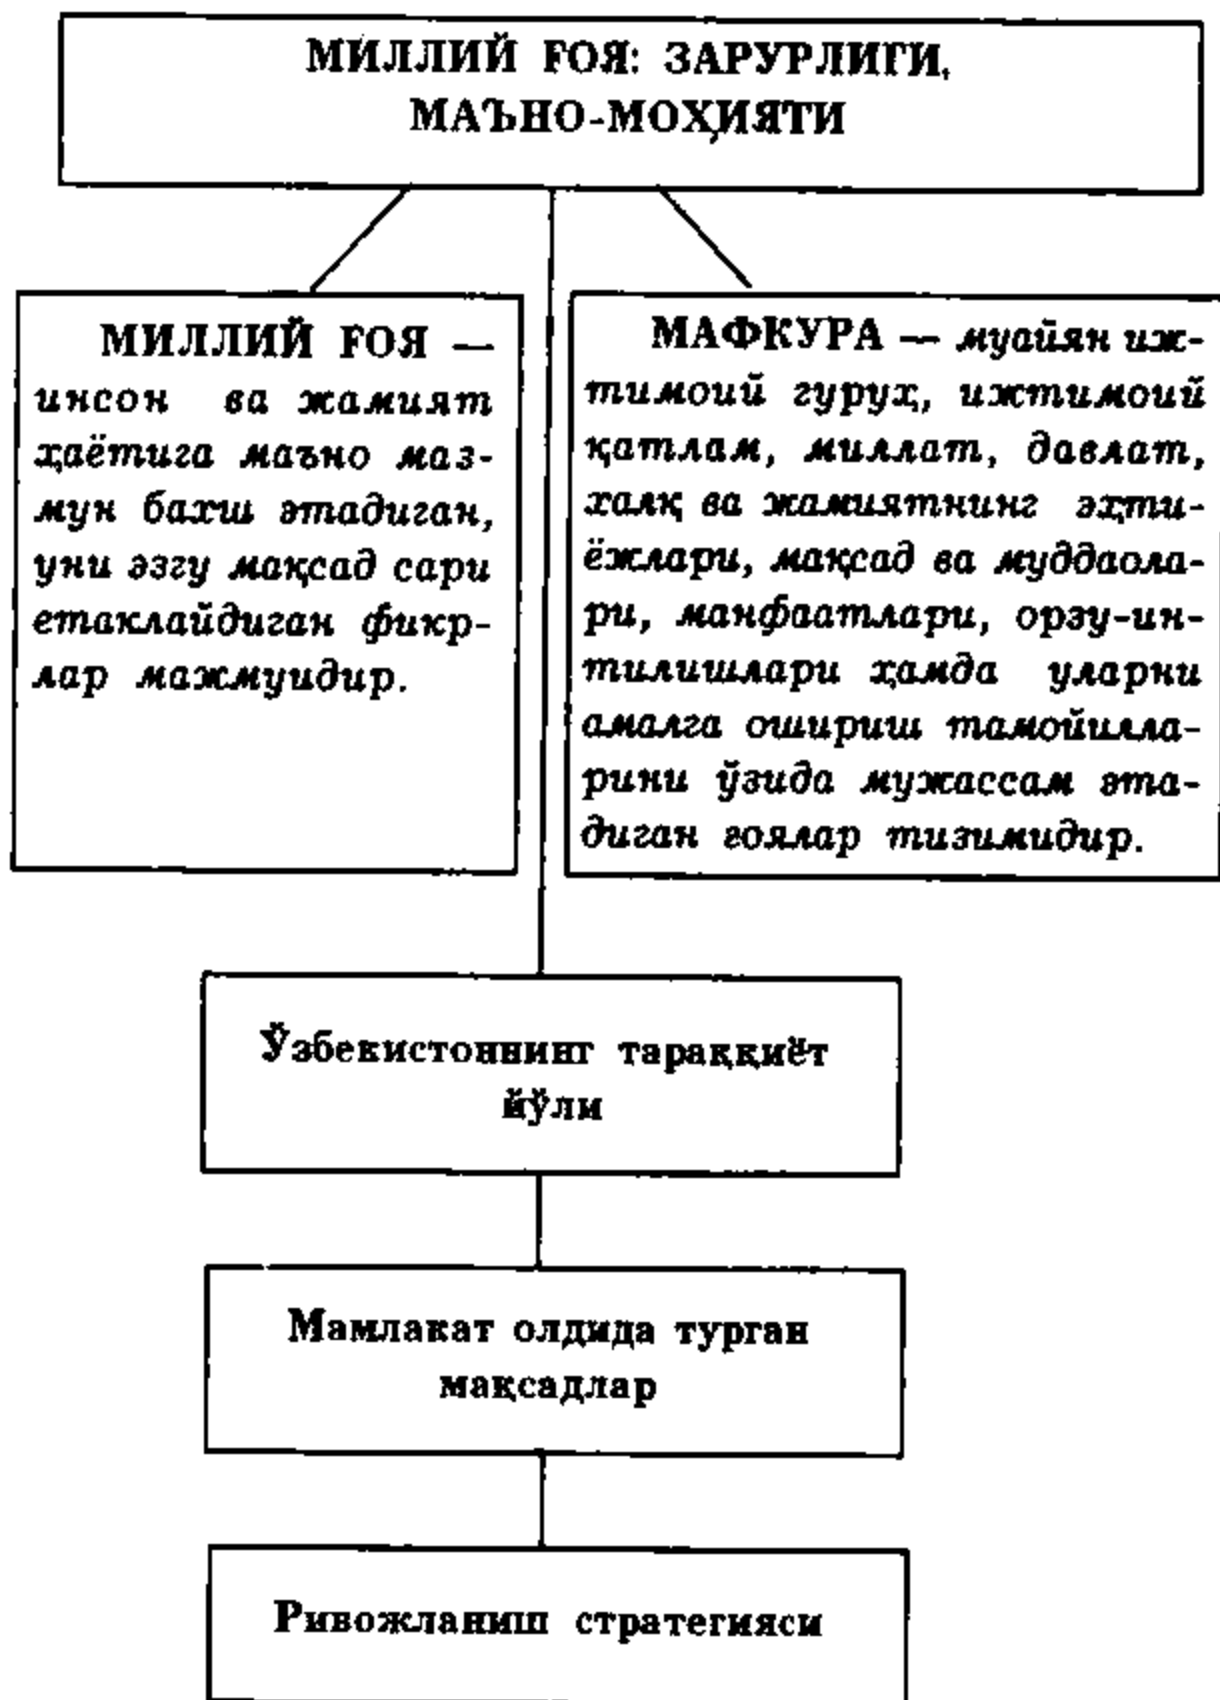 МИЛЛИЙ ҒОЯ: ЗАРУРЛИГИ,
МАЪНО-МОҲИЯТИ
МИЛЛИЙ ҒОЯ —
инсон ва жамият
ҳаётига маъно маз-
мун бахш этадиган,
уни эзгу мақсад сари
етаклайдиган фикр-
лар мажмуидир.
МАФКУРА — муайян иж-
тимоий гуруҳ, ижтимоий
қатлам, миллат, давлат,
халқ ва жамиятнинг эҳти-
ёжлари, мақсад ва муддаола-
ри, манфаатлари, орзу-ин-
тилишлари ҳамда уларни
амалга ошириш тамойилла-
рини ўзида мужассам эта-
диган ғоялар тизимидир.
Ўзбекистоннинг тараққиёт
йўли
Мамлакат олдида турган
мақсадлар
Ривожланиш стратегияси